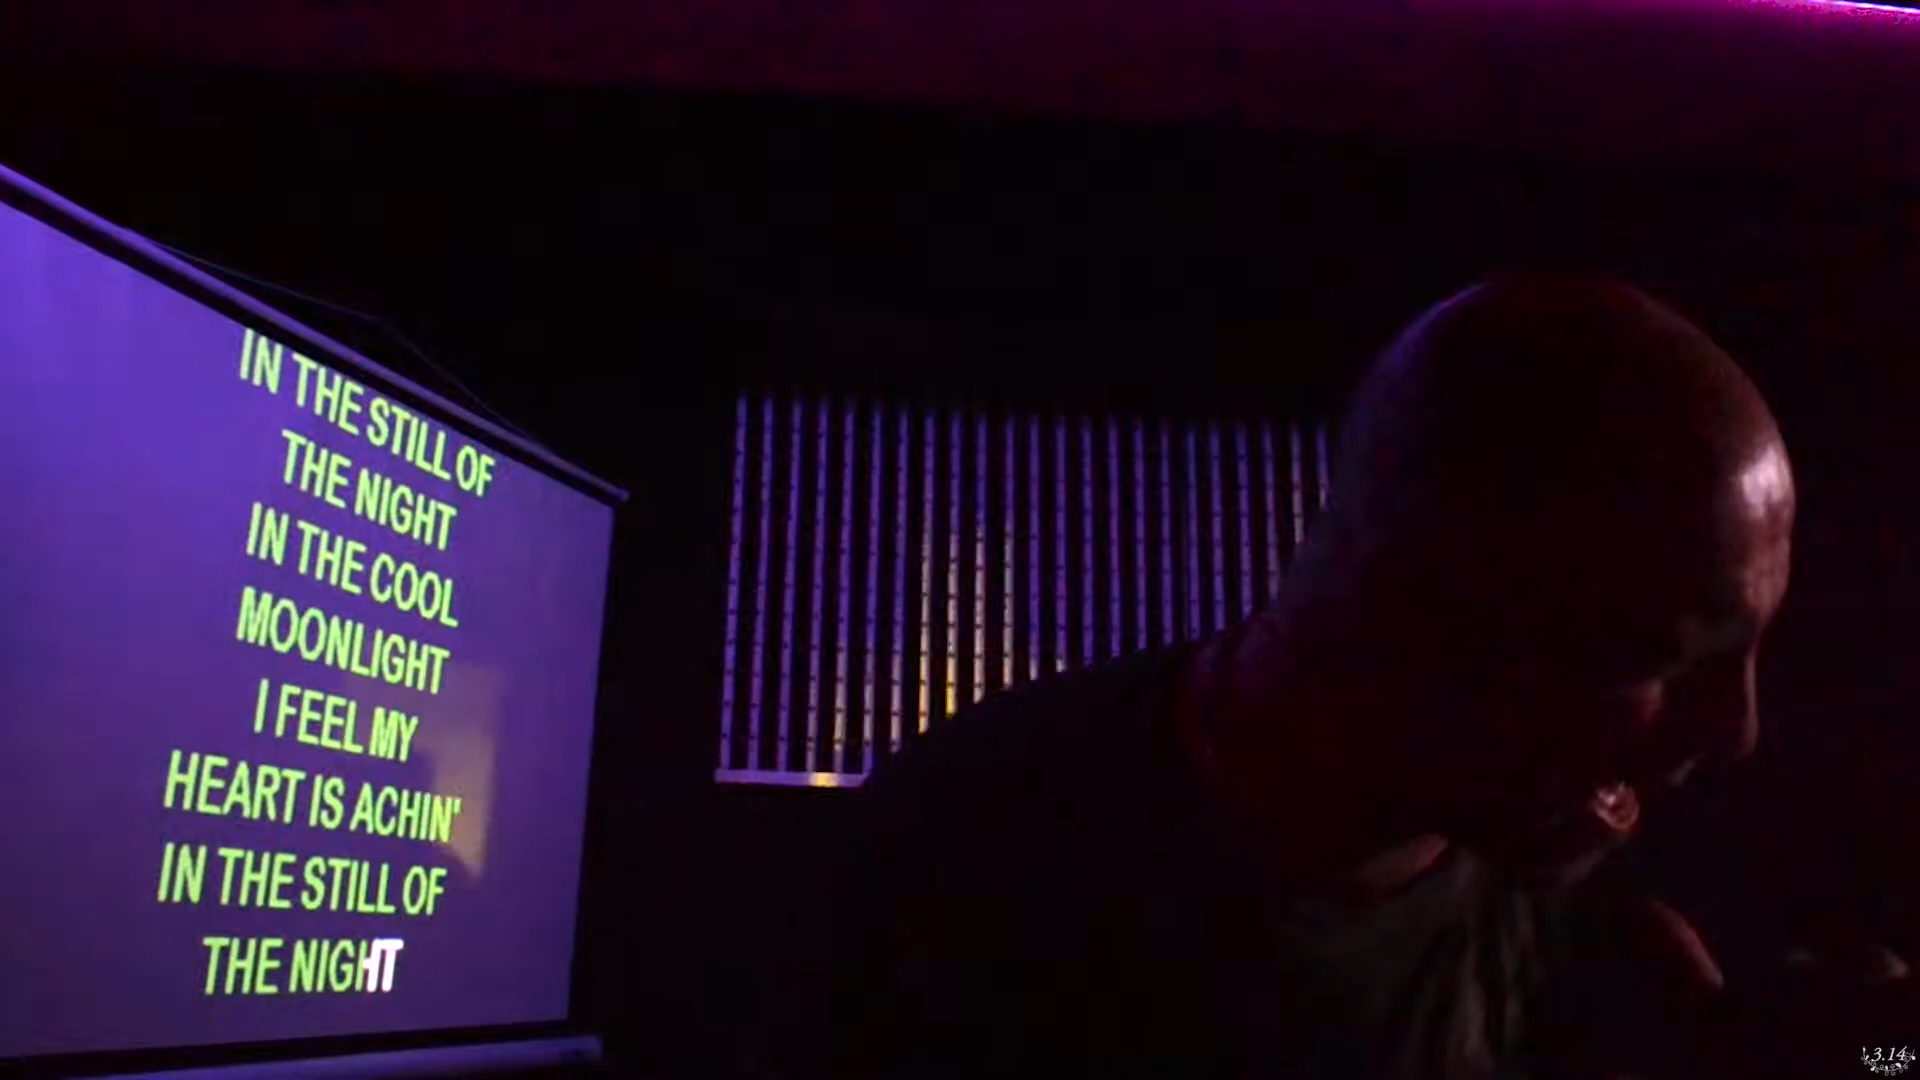 IN THE STILL OF
THE NIGHT
IN THE COOL
MOONLIGHT
I FEEL MY
HEART IS ACHIN'
IN THE STILL OF
THE NIGHT
3.14